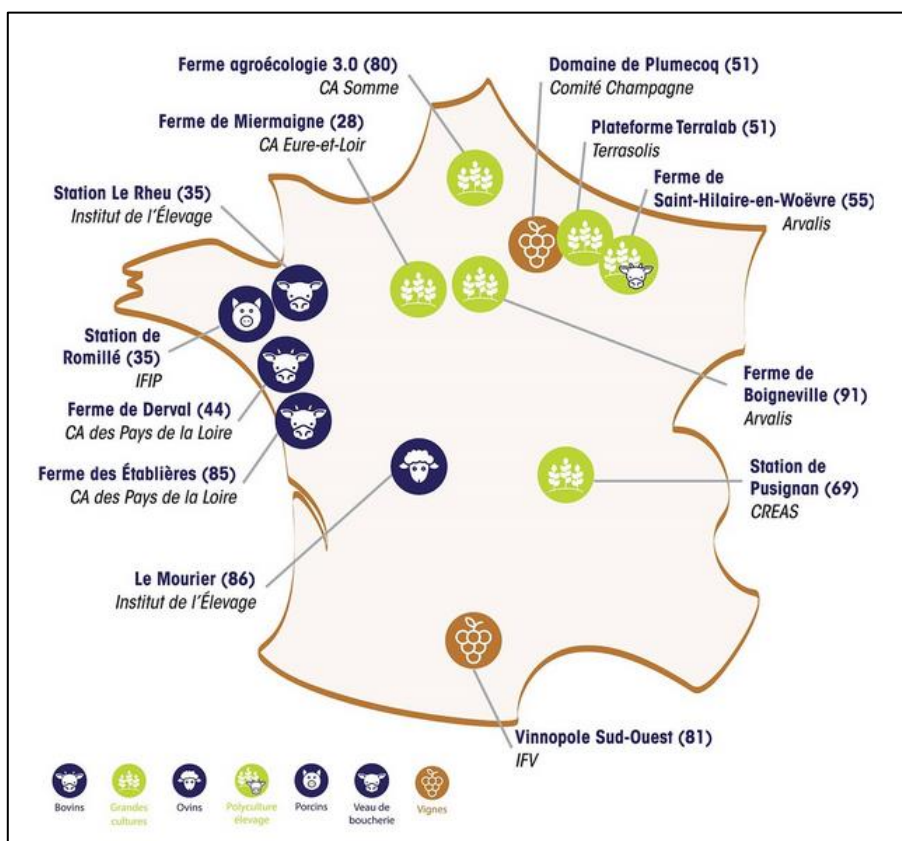 Ferme agroécologie 3.0 (80)
CA Somme
Domaine de Plumecoq (51)
Comité Champagne
Ferme de Miermaigne (28)
CA Eure-et-Loir
Plateforme Terralab (51)
Terrasolis
Station Le Rheu (35)
Institut de l'Élevage
Ferme de
Saint-Hilaire-en-Woëvre (55)
Arvalis
Station de
Romillé (35)
IFIP
Ferme de Derval (44)
CA des Pays de la Loire
Ferme de
Boigneville (91)
Arvalis
Ferme des Établières (85)
CA des Pays de la Loire
Station de
Pusignan (69)
CREAS
Le Mourier (86)
Institut de l'Élevage
Vinnopole Sud-Ouest (81)
IFV
Bovins
Grandes
cultures
Ovins
Polyculture
élevage
Porcins
Veau de
boucherie
Vignes